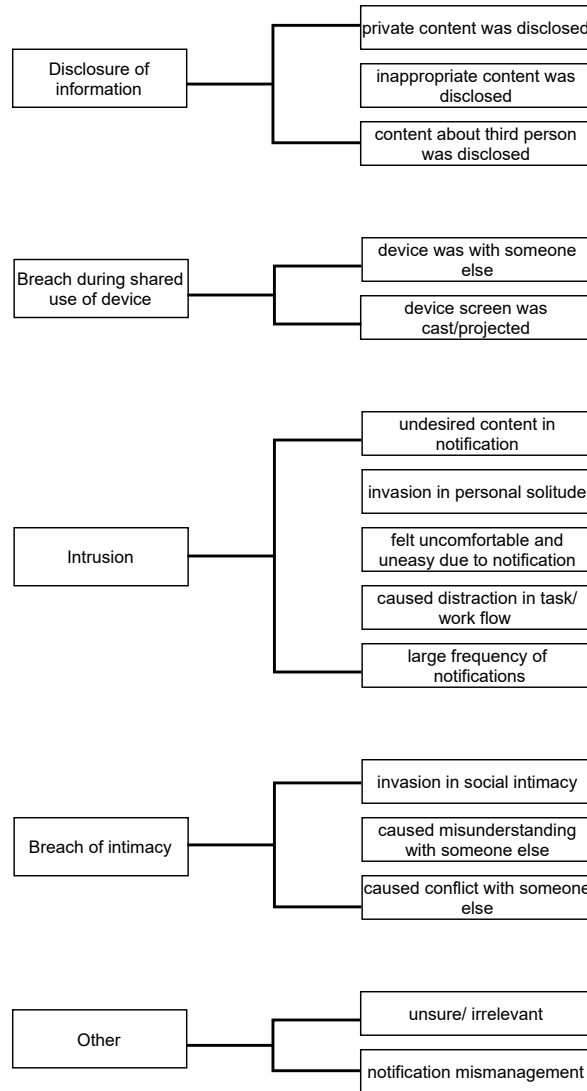 private content was disclosed
Disclosure of
information
inappropriate content was
disclosed
content about third person
was disclosed
Breach during shared
use of device
device was with someone
else
device screen was
cast/projected
Intrusion
undesired content in
notification
invasion in personal solitude
felt uncomfortable and
uneasy due to notification
caused distraction in task/
work flow
large frequency of
notifications
Breach of intimacy
invasion in social intimacy
caused misunderstanding
with someone else
caused conflict with someone
else
Other
unsure/ irrelevant
notification mismanagement